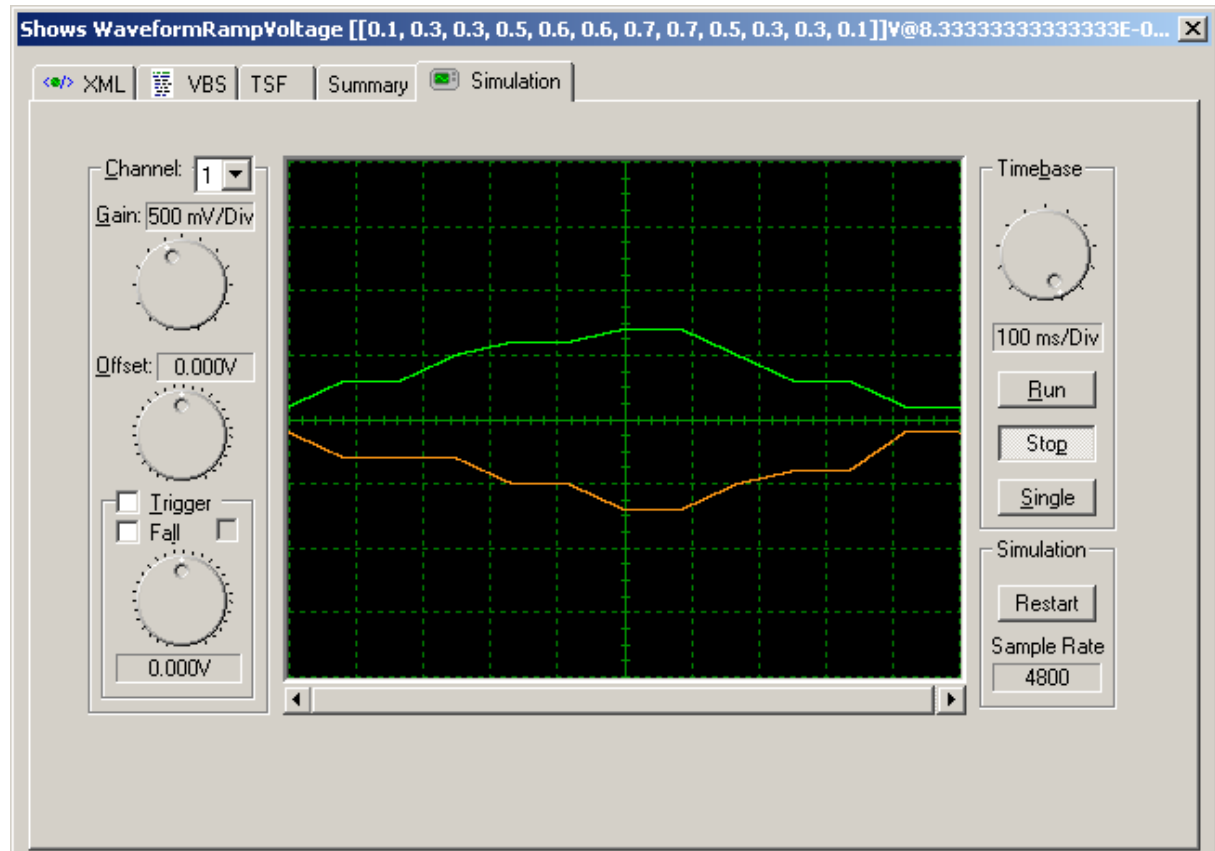 Shows WaveformRampVoltage [[0.1, 0.3, 0.3, 0.5, 0.6, 0.6, 0.7, 0.7, 0.5, 0.3, 0.3, 0.1]]V@8.33333333333333E-0...
XML VBS TSF Summary Simulation
Channel: 1
Gain: 500 mV/Div
Offset: 0.000V
Trigger
Fall
0.000V
Timebase
100 ms/Div
Run
Stop
Single
Simulation
Restart
Sample Rate
4800